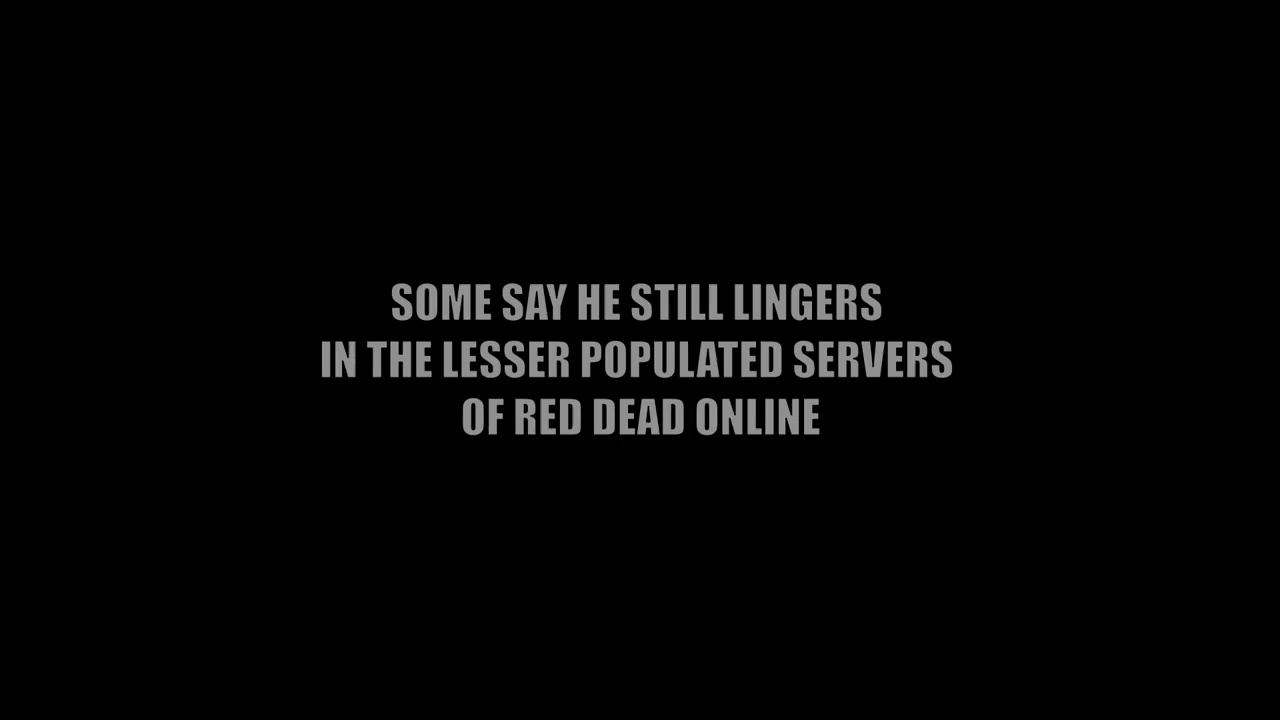 SOME SAY HE STILL LINGERS
IN THE LESSER POPULATED SERVERS
OF RED DEAD ONLINE